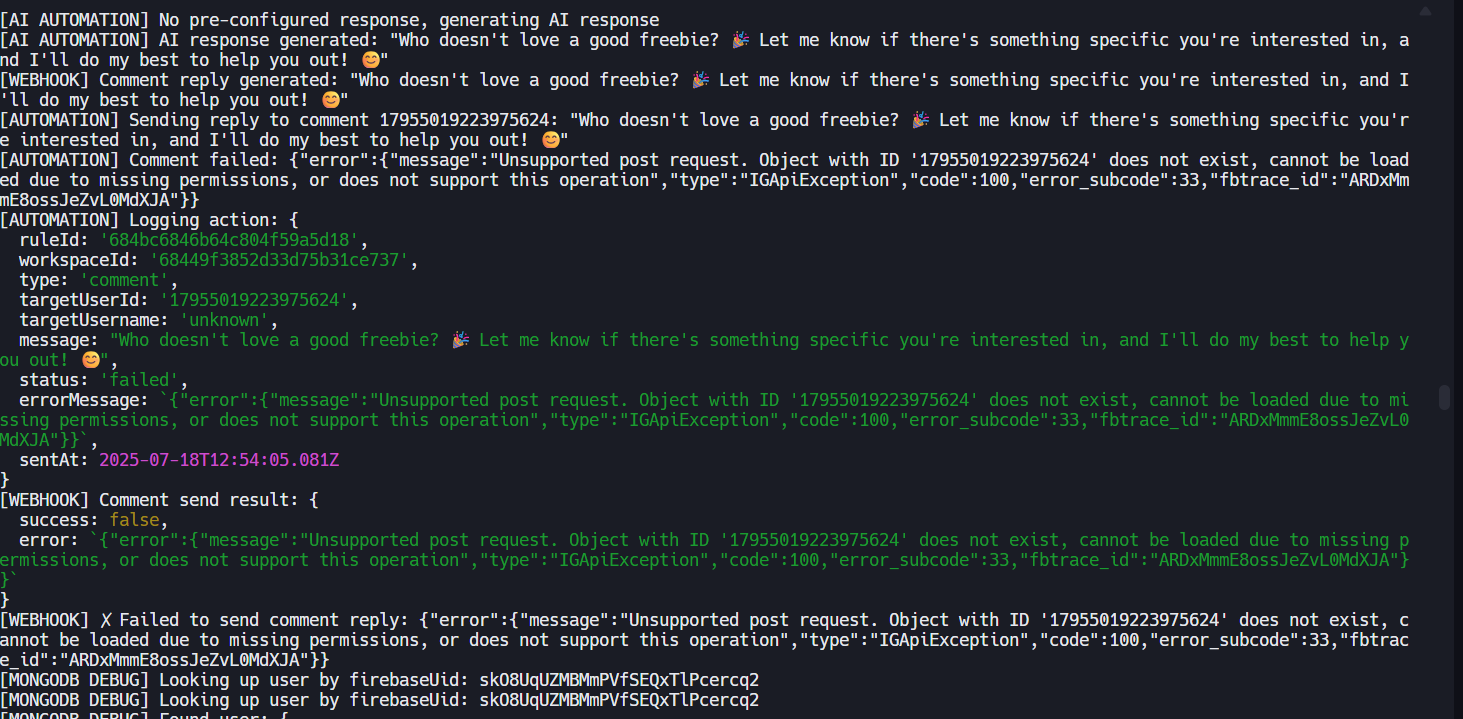 [AI AUTOMATION] No pre-configured response, generating AI response
[AI AUTOMATION] AI response generated: "Who doesn't love a good freebie? 🎉 Let me know if there's something specific you're interested in, a
nd I'll do my best to help you out! 😊"
[WEBHOOK] Comment reply generated: "Who doesn't love a good freebie? 🎉 Let me know if there's something specific you're interested in, and I
'll do my best to help you out! 😊"
[AUTOMATION] Sending reply to comment 17955019223975624: "Who doesn't love a good freebie? 🎉 Let me know if there's something specific you'r
e interested in, and I'll do my best to help you out! 😊"
[AUTOMATION] Comment failed: {"error":{"message":"Unsupported post request. Object with ID '17955019223975624' does not exist, cannot be load
ed due to missing permissions, or does not support this operation","type":"IGApiException","code":100,"error_subcode":33,"fbtrace_id":"ARDxMm
mE8ossJeZvL0MdXJA"}}
[AUTOMATION] Logging action: {
  ruleId: '684bc6846b64c804f59a5d18',
  workspaceId: '68449f3852d33d75b31ce737',
  type: 'comment',
  targetUserId: '17955019223975624',
  targetUsername: 'unknown',
  message: "Who doesn't love a good freebie? 🎉 Let me know if there's something specific you're interested in, and I'll do my best to help y
ou out! 😊",
  status: 'failed',
  errorMessage: `{"error":{"message":"Unsupported post request. Object with ID '17955019223975624' does not exist, cannot be loaded due to mi
ssing permissions, or does not support this operation","type":"IGApiException","code":100,"error_subcode":33,"fbtrace_id":"ARDxMmmE8ossJeZvL0
MdXJA"}}`,
  sentAt: 2025-07-18T12:54:05.081Z
}
[WEBHOOK] Comment send result: {
  success: false,
  error: `{"error":{"message":"Unsupported post request. Object with ID '17955019223975624' does not exist, cannot be loaded due to missing p
ermissions, or does not support this operation","type":"IGApiException","code":100,"error_subcode":33,"fbtrace_id":"ARDxMmmE8ossJeZvL0MdXJA"}
}`
}
[WEBHOOK] ✗ Failed to send comment reply: {"error":{"message":"Unsupported post request. Object with ID '17955019223975624' does not exist, c
annot be loaded due to missing permissions, or does not support this operation","type":"IGApiException","code":100,"error_subcode":33,"fbtrac
e_id":"ARDxMmmE8ossJeZvL0MdXJA"}}
[MONGODB DEBUG] Looking up user by firebaseUid: skO8UqUZMBMmPVfSEQxTlPcercq2
[MONGODB DEBUG] Looking up user by firebaseUid: skO8UqUZMBMmPVfSEQxTlPcercq2
[MONGODB DEBUG] Found user: {